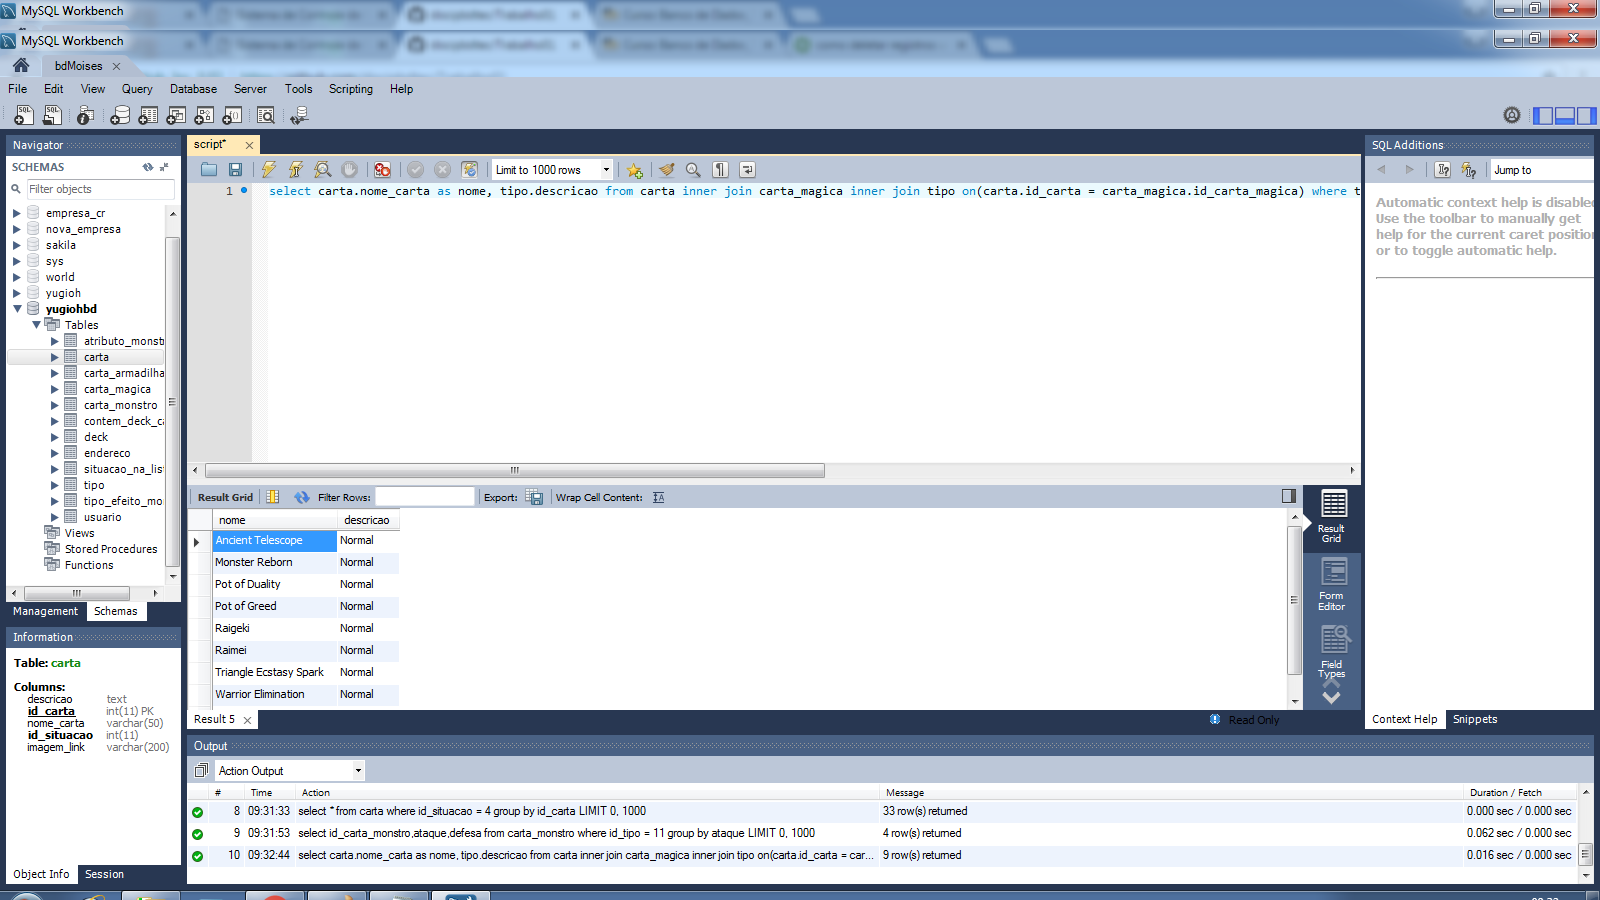 MySQL Workbench
MySQL Workbench
bdMoises
File Edit View Query Database Server Tools Scripting Help
Navigator
SCHEMAS
Filter objects
empresa_cr
nova_empresa
sakila
sys
world
yugioh
yugiohbd
Tables
atributo_monst
carta
carta_armadilha
carta_magica
carta_monstro
contem_deck_ca
deck
endereco
situacao_na_lis
tipo
tipo_efeito_mo
usuario
Views
Stored Procedures
Functions
Management Schemas
Information
Table: carta
Columns:
descricao text
id_carta int(11) PK
nome_carta varchar(50)
id_situacao int(11)
imagem_link varchar(200)
Object Info Session
script*
Limit to 1000 rows
1 select carta.nome_carta as nome, tipo.descricao from carta inner join carta_magica inner join tipo on(carta.id_carta = carta_magica.id_carta_magica) where t
Result Grid Filter Rows: Export: Wrap Cell Content:
nome descricao
Ancient Telescope Normal
Monster Reborn Normal
Pot of Duality Normal
Pot of Greed Normal
Raigeki Normal
Raimei Normal
Triangle Ecstasy Spark Normal
Warrior Elimination Normal
Result Grid
Form Editor
Field Types
Result 5
Read Only
SQL Additions
Jump to
Automatic context help is disabled
Use the toolbar to manually get
help for the current caret position
or to toggle automatic help.
Context Help Snippets
Output
Action Output
# Time Action Message Duration / Fetch
8 09:31:33 select * from carta where id_situacao = 4 group by id_carta LIMIT 0, 1000 33 row(s) returned 0.000 sec / 0.000 sec
9 09:31:53 select id_carta_monstro,ataque,defesa from carta_monstro where id_tipo = 11 group by ataque LIMIT 0, 1000 4 row(s) returned 0.062 sec / 0.000 sec
10 09:32:44 select carta.nome_carta as nome, tipo.descricao from carta inner join carta_magica inner join tipo on(carta.id_carta = car... 9 row(s) returned 0.016 sec / 0.000 sec